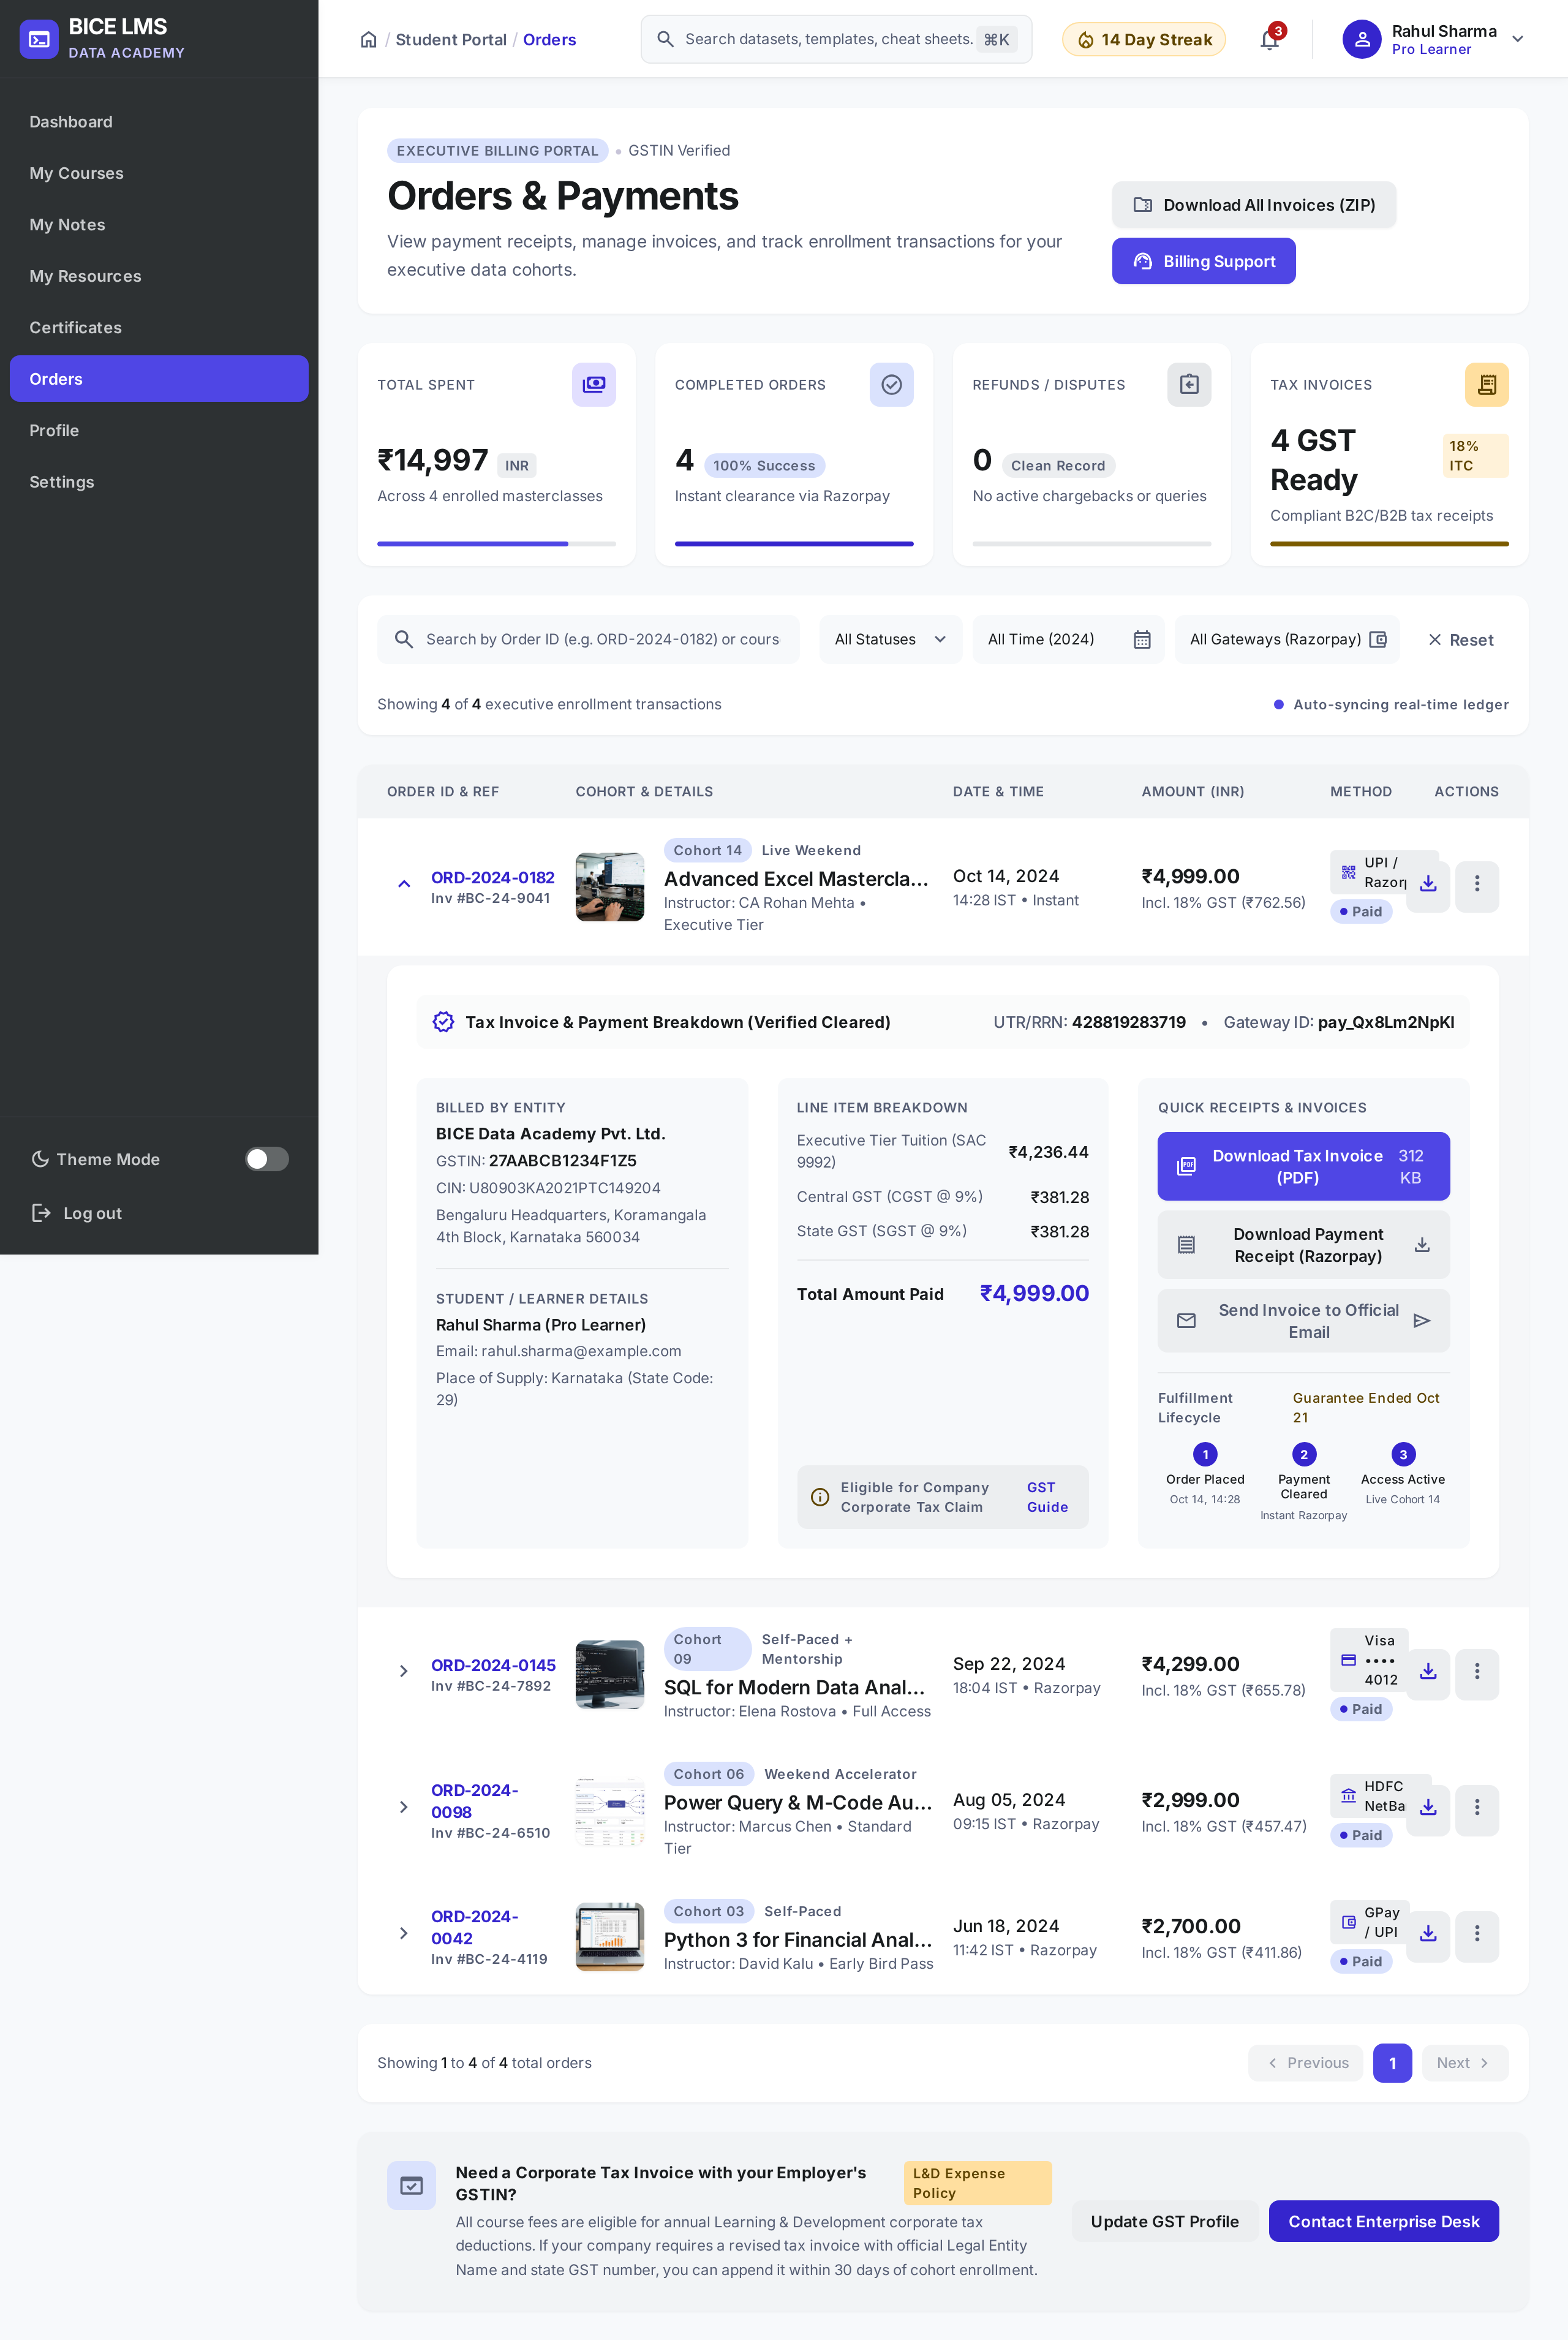 BICE LMS
DATA ACADEMY
Dashboard
My Courses
My Notes
My Resources
Certificates
Orders
Profile
Settings
Theme Mode
Log out
/ Student Portal / Orders
Search datasets, templates, cheat sheets. ⌘K
14 Day Streak
3
Rahul Sharma
Pro Learner
EXECUTIVE BILLING PORTAL • GSTIN Verified
Orders & Payments
View payment receipts, manage invoices, and track enrollment transactions for your
executive data cohorts.
Download All Invoices (ZIP)
Billing Support
TOTAL SPENT
₹14,997 INR
Across 4 enrolled masterclasses
COMPLETED ORDERS
4 100% Success
Instant clearance via Razorpay
REFUNDS / DISPUTES
0 Clean Record
No active chargebacks or queries
TAX INVOICES
4 GST
Ready
18%
ITC
Compliant B2C/B2B tax receipts
Search by Order ID (e.g. ORD-2024-0182) or cours
All Statuses
All Time (2024)
All Gateways (Razorpay)
Reset
Showing 4 of 4 executive enrollment transactions
Auto-syncing real-time ledger
ORDER ID & REF COHORT & DETAILS DATE & TIME AMOUNT (INR) METHOD ACTIONS
ORD-2024-0182
Inv #BC-24-9041
Cohort 14 Live Weekend
Advanced Excel Mastercla...
Instructor: CA Rohan Mehta •
Executive Tier
Oct 14, 2024
14:28 IST • Instant
₹4,999.00
Incl. 18% GST (₹762.56)
UPI /
Razorp
Paid
Tax Invoice & Payment Breakdown (Verified Cleared)
UTR/RRN: 428819283719 • Gateway ID: pay_Qx8Lm2NpKl
BILLED BY ENTITY
BICE Data Academy Pvt. Ltd.
GSTIN: 27AABCB1234F1Z5
CIN: U80903KA2021PTC149204
Bengaluru Headquarters, Koramangala
4th Block, Karnataka 560034
STUDENT / LEARNER DETAILS
Rahul Sharma (Pro Learner)
Email: rahul.sharma@example.com
Place of Supply: Karnataka (State Code:
29)
LINE ITEM BREAKDOWN
Executive Tier Tuition (SAC
9992)
₹4,236.44
Central GST (CGST @ 9%) ₹381.28
State GST (SGST @ 9%) ₹381.28
Total Amount Paid ₹4,999.00
Eligible for Company
Corporate Tax Claim
GST
Guide
QUICK RECEIPTS & INVOICES
Download Tax Invoice
(PDF)
312
KB
Download Payment
Receipt (Razorpay)
Send Invoice to Official
Email
Fulfillment
Lifecycle
Guarantee Ended Oct
21
1
Order Placed
Oct 14, 14:28
2
Payment
Cleared
Instant Razorpay
3
Access Active
Live Cohort 14
ORD-2024-0145
Inv #BC-24-7892
Cohort
09
Self-Paced +
Mentorship
SQL for Modern Data Anal...
Instructor: Elena Rostova • Full Access
Sep 22, 2024
18:04 IST • Razorpay
₹4,299.00
Incl. 18% GST (₹655.78)
Visa
••••
4012
Paid
ORD-2024-
0098
Inv #BC-24-6510
Cohort 06 Weekend Accelerator
Power Query & M-Code Au...
Instructor: Marcus Chen • Standard
Tier
Aug 05, 2024
09:15 IST • Razorpay
₹2,999.00
Incl. 18% GST (₹457.47)
HDFC
NetBa
Paid
ORD-2024-
0042
Inv #BC-24-4119
Cohort 03 Self-Paced
Python 3 for Financial Anal...
Instructor: David Kalu • Early Bird Pass
Jun 18, 2024
11:42 IST • Razorpay
₹2,700.00
Incl. 18% GST (₹411.86)
GPay
/ UPI
Paid
Showing 1 to 4 of 4 total orders
Previous 1 Next
Need a Corporate Tax Invoice with your Employer's
GSTIN?
L&D Expense
Policy
All course fees are eligible for annual Learning & Development corporate tax
deductions. If your company requires a revised tax invoice with official Legal Entity
Name and state GST number, you can append it within 30 days of cohort enrollment.
Update GST Profile
Contact Enterprise Desk